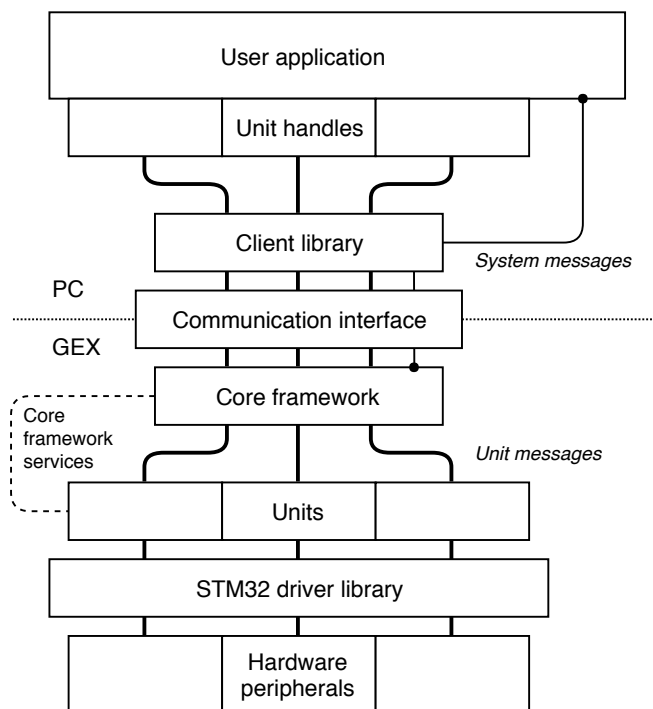 User application
Unit handles
Client library
System messages
PC
Communication interface
GEX
Core framework
Core
framework
services
Unit messages
Units
STM32 driver library
Hardware
peripherals